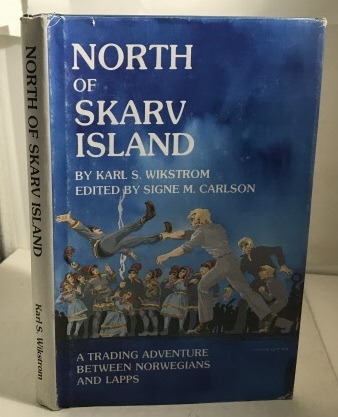 NORTH OF SKARV ISLAND
Karl S. Wikstrom
NORTH
OF
SKARV
ISLAND
BY KARL S. WIKSTROM
EDITED BY SIGNE M. CARLSON
A TRADING ADVENTURE
BETWEEN NORWEGIANS
AND LAPPS